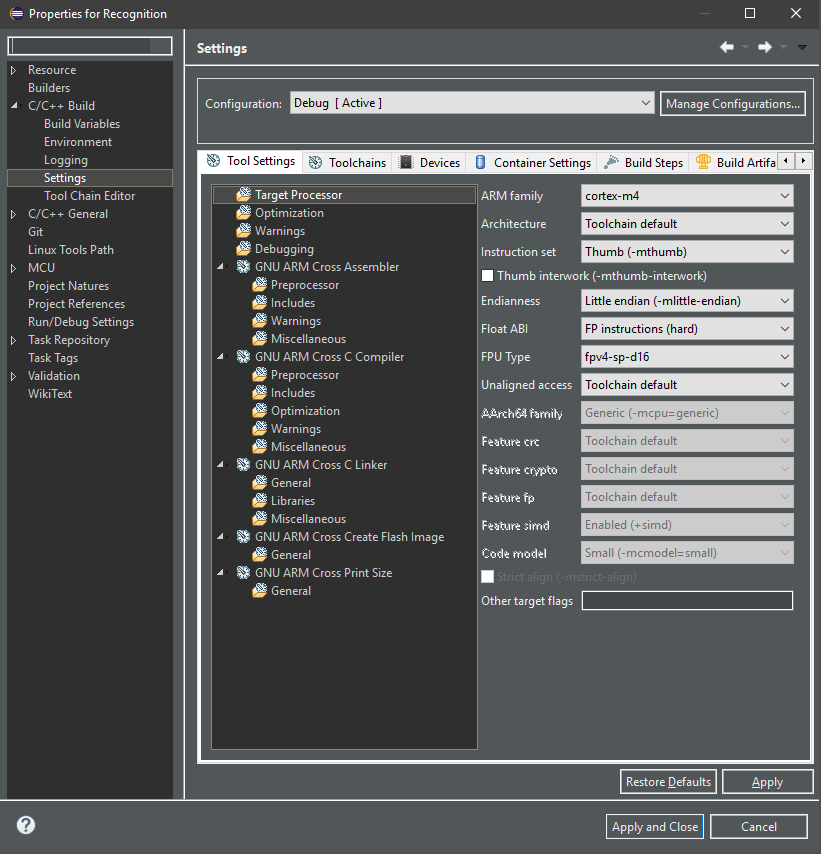 Properties for Recognition
Resource
Builders
C/C++ Build
Build Variables
Environment
Logging
Settings
Tool Chain Editor
C/C++ General
Git
Linux Tools Path
MCU
Project Natures
Project References
Run/Debug Settings
Task Repository
Task Tags
Validation
WikiText
Settings
Configuration: Debug [ Active ] Manage Configurations...
Tool Settings Toolchains Devices Container Settings Build Steps Build Artifa
Target Processor
Optimization
Warnings
Debugging
GNU ARM Cross Assembler
Preprocessor
Includes
Warnings
Miscellaneous
GNU ARM Cross C Compiler
Preprocessor
Includes
Optimization
Warnings
Miscellaneous
GNU ARM Cross C Linker
General
Libraries
Miscellaneous
GNU ARM Cross Create Flash Image
General
GNU ARM Cross Print Size
General
ARM family cortex-m4
Architecture Toolchain default
Instruction set Thumb (-mthumb)
Thumb interwork (-mthumb-interwork)
Endianness Little endian (-mlittle-endian)
Float ABI FP instructions (hard)
FPU Type fpv4-sp-d16
Unaligned access Toolchain default
AArch64 family Generic (-mcpu=generic)
Feature crc Toolchain default
Feature crypto Toolchain default
Feature fp Toolchain default
Feature simd Enabled (+simd)
Code model Small (-mcmodel=small)
Strict align (-mstrict-align)
Other target flags
Restore Defaults Apply
Apply and Close Cancel